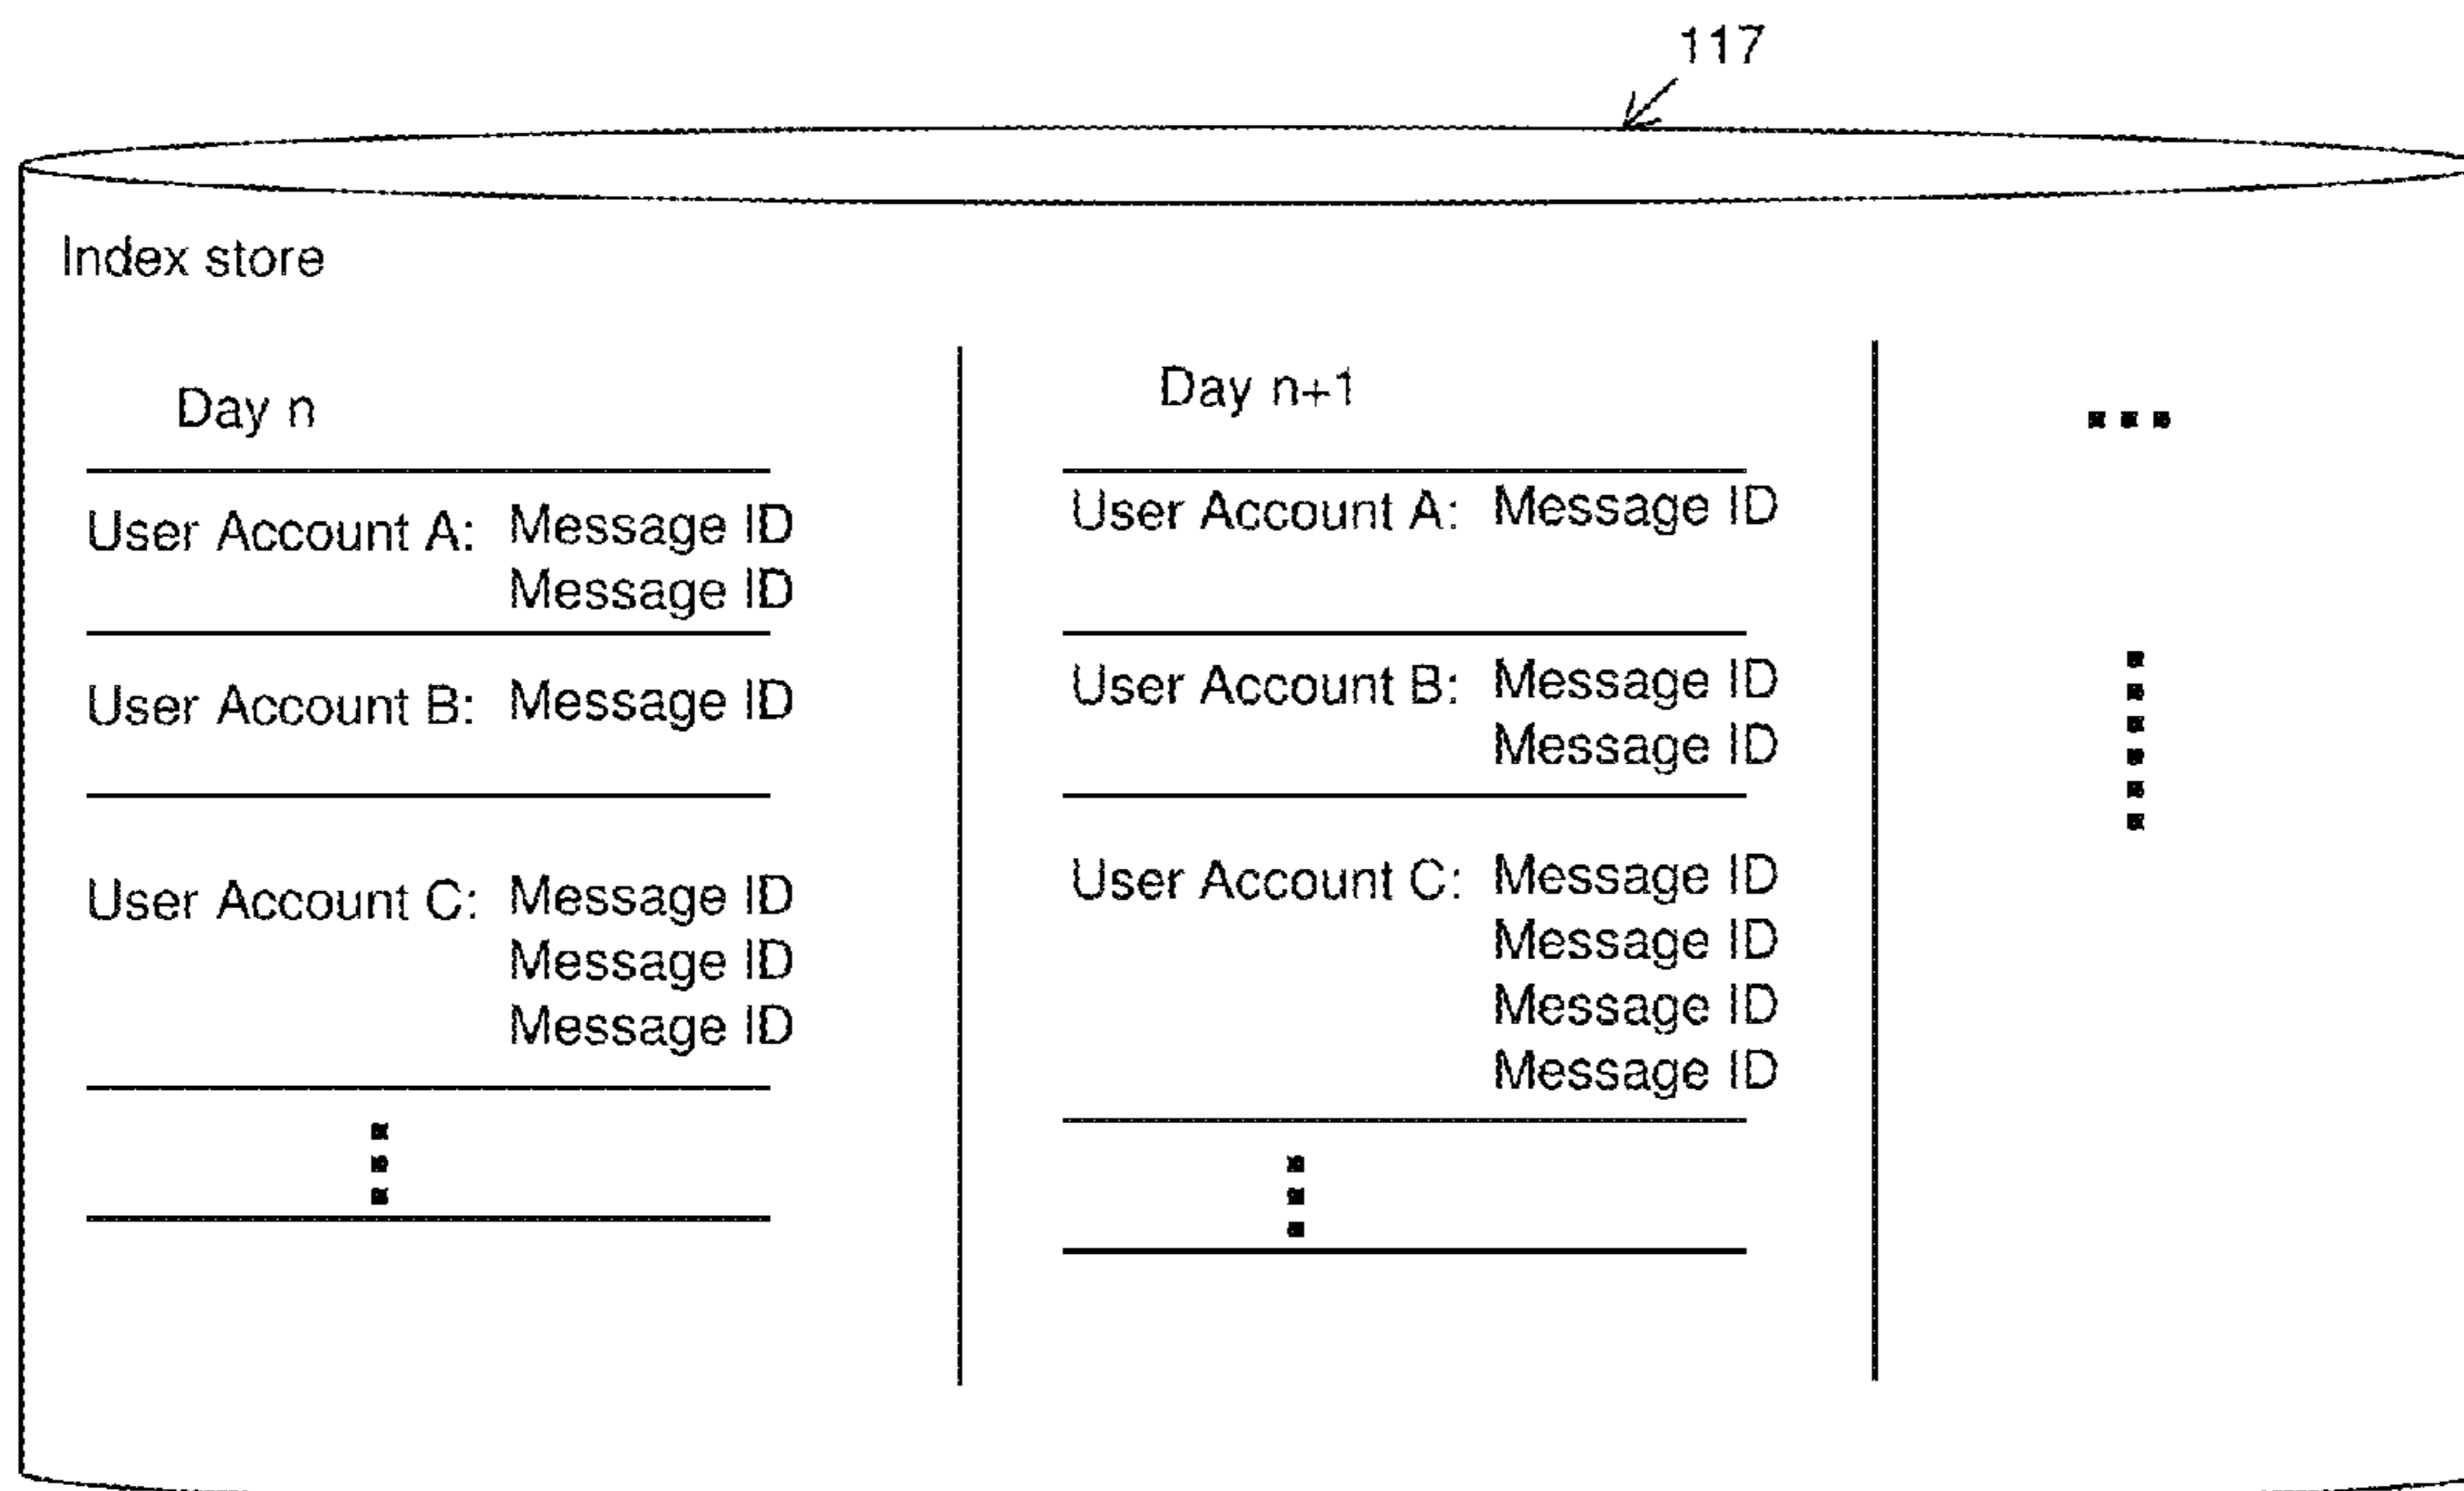 117
Index store
Day n
User Account A: Message ID
Message ID
User Account B: Message ID
User Account C: Message ID
Message ID
Message ID
Day n+1
User Account A: Message ID
User Account B: Message ID
Message ID
User Account C: Message ID
Message ID
Message ID
Message ID